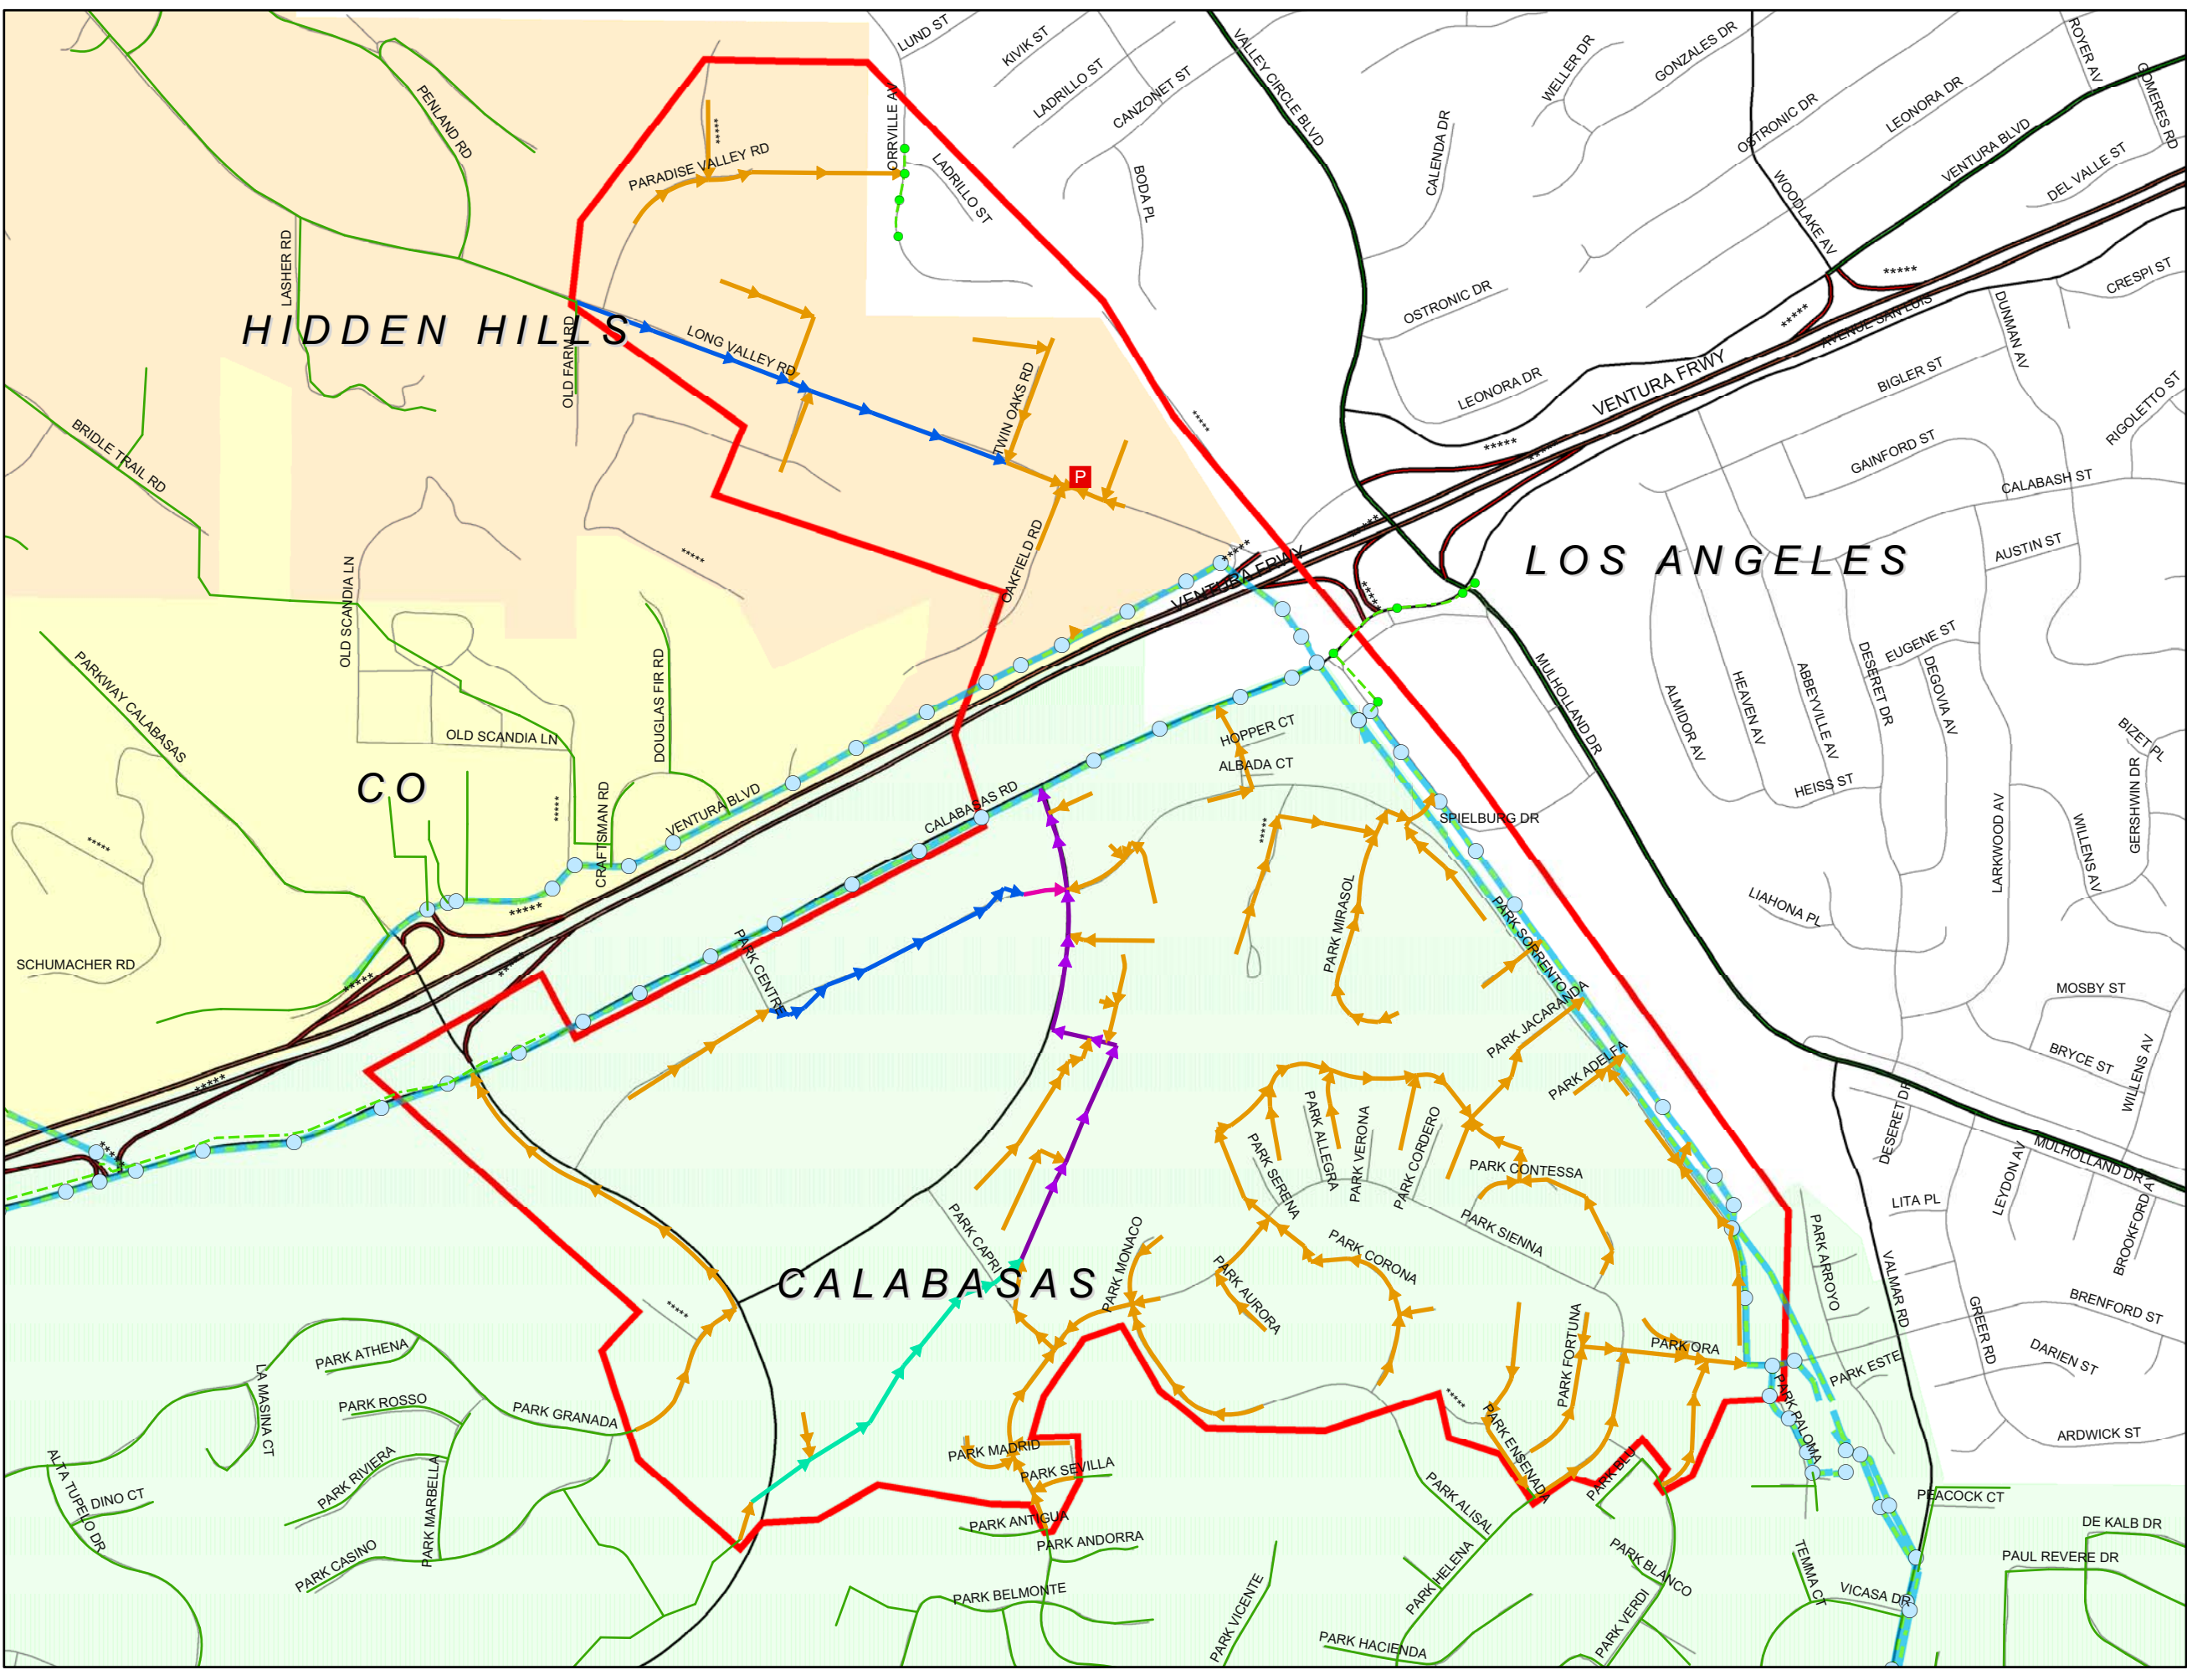 LUND ST
KIVIK ST
LADRILLO ST
CANZONET ST
VALLEY CIRCLE BLVD
WELLER DR
GONZALES DR
ROYER AV
GOMERES RD
OSTRONIC DR
LEONORA DR
VENTURA BLVD
DEL VALLE ST
PENLAND RD
*****
ORRVILLE AV
PARADISE VALLEY RD
LADRILLO ST
BODA PL
CALENDA DR
WOODLAKE AV
*****
CRESPI ST
LASHER RD
HIDDEN HILLS
OLD FARM RD
LONG VALLEY RD
OSTRONIC DR
*****
AVENUE SAN LUIS
DUNMAN AV
TWIN OAKS RD
LEONORA DR
VENTURA FRWY
BIGLER ST
RIGOLETTO ST
BRIDLE TRAIL RD
*****
*****
*****
GAINFORD ST
CALABASH ST
P
*****
OAKFIELD RD
*****
*****
VENTURA FRWY
LOS ANGELES
AUSTIN ST
OLD SCANDIA LN
*****
PARKWAY CALABASAS
DOUGLAS FIR RD
MULHOLLAND DR
ALMIDOR AV
HEAVEN AV
ABBEYVILLE AV
DESERET DR
EUGENE ST
DEGOVIA AV
OLD SCANDIA LN
HOPPER CT
ALBADA CT
BIZET PL
CO
*****
CRAFTSMAN RD
VENTURA BLVD
CALABASAS RD
SPIELBURG DR
HEISS ST
LARKWOOD AV
WILLENS AV
GERSHWIN DR
*****
*****
PARK MIRASOL
PARK SORRENTO
LIAHONA PL
*****
PARK CENTRE
SCHUMACHER RD
*****
*****
PARK JACARANDA
MOSBY ST
PARK ADELFA
BRYCE ST
WILLENS AV
*****
*****
PARK SERENA
PARK ALLEGRA
PARK VERONA
PARK CORDERO
PARK CONTESSA
DESERET DR
MULHOLLAND DR
PARK CAPRI
PARK MONACO
PARK CORONA
PARK SIENNA
LITA PL
LEYDON AV
BROOKFORD AV
CALABASAS
PARK AURORA
PARK ARROYO
VALMAR RD
*****
BRENFORD ST
GREER RD
LA MASINA CT
PARK ATHENA
PARK FORTUNA
PARK ORA
PARK ESTE
DARIEN ST
PARK ROSSO
PARK GRANADA
*****
PARK PALOMA
PARK MADRID
PARK ENSENADA
ARDWICK ST
ALTA TUPELO DR
DINO CT
PARK RIVIERA
PARK MARBELLA
PARK SEVILLA
PARK ALISAL
PARK BLU
PEACOCK CT
PARK ANTIGUA
PARK ANDORRA
DE KALB DR
PARK CASINO
PARK HELENA
PARK BLANCO
TEMMA CT
VICASA DR
PAUL REVERE DR
PARK BELMONTE
PARK VICENTE
PARK VERDI
PARK HACIENDA